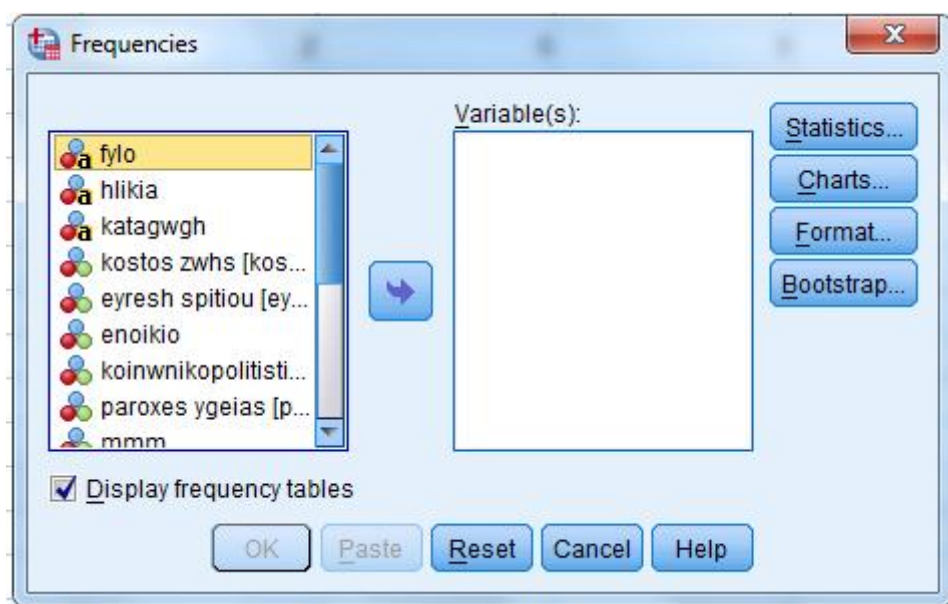 Frequencies
Variable(s):
fylo
hlikia
katagwgh
kostos zwhs [kos...
eyresh spitiou [ey...
enoikio
koinwnikopolitisti...
paroxes ygeias [p...
mmm
Statistics...
Charts...
Format...
Bootstrap...
Display frequency tables
OK Paste Reset Cancel Help